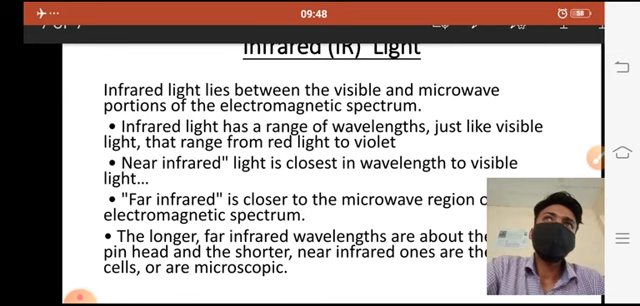 09:48
58
Infrared (IR) Light
Infrared light lies between the visible and microwave
portions of the electromagnetic spectrum.
• Infrared light has a range of wavelengths, just like visible
light, that range from red light to violet
• Near infrared" light is closest in wavelength to visible
light...
• "Far infrared" is closer to the microwave region
electromagnetic spectrum.
• The longer, far infrared wavelengths are about the
pin head and the shorter, near infrared ones are
cells, or are microscopic.